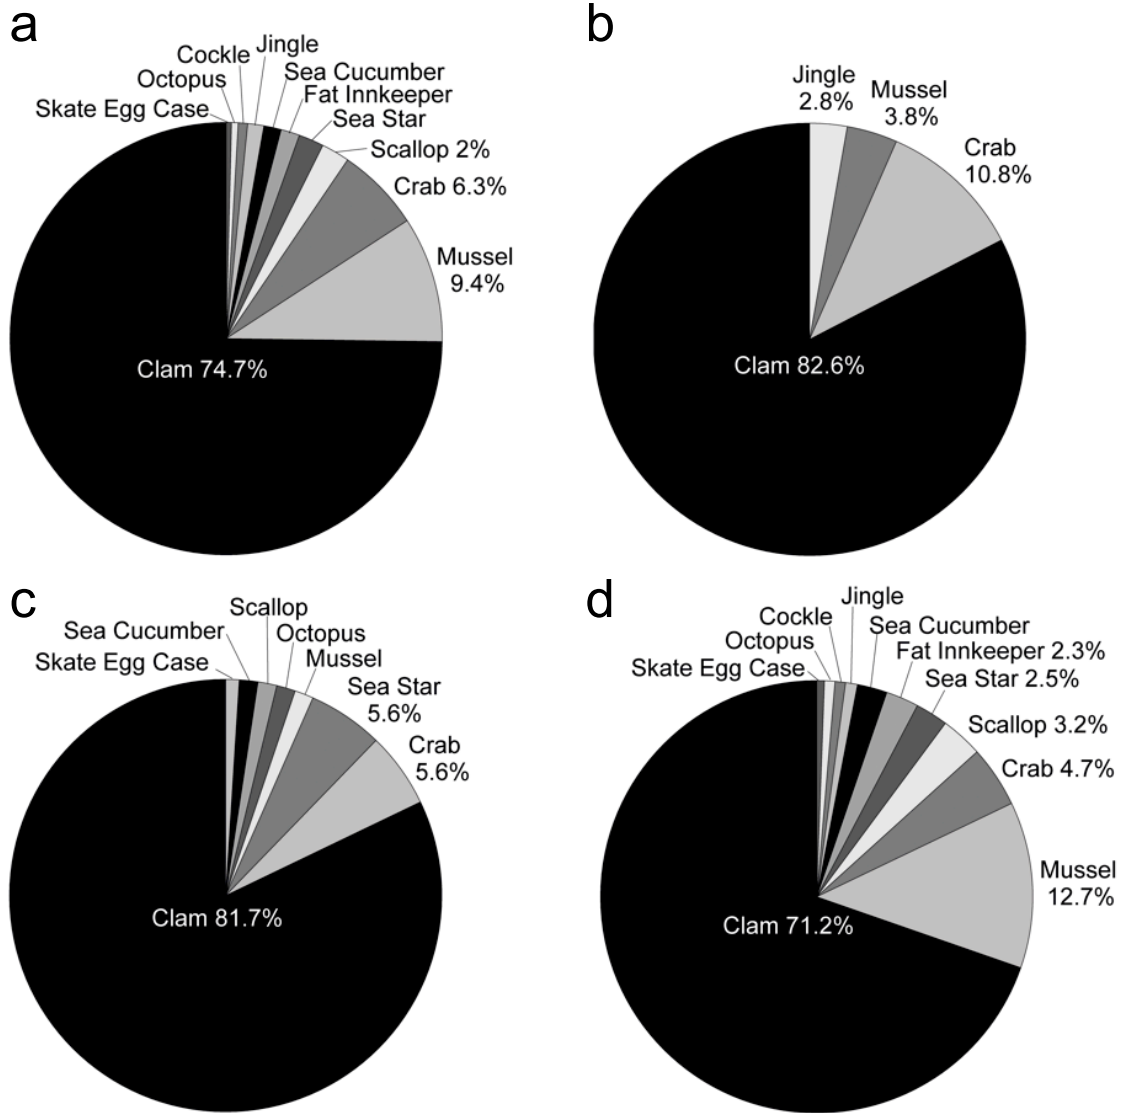 a
Cockle
Jingle
Octopus
Sea Cucumber
Skate Egg Case
Fat Innkeeper
Sea Star
Scallop 2%
Crab 6.3%
Mussel
9.4%
Clam 74.7%
b
Jingle
2.8%
Mussel
3.8%
Crab
10.8%
Clam 82.6%
c
Scallop
Sea Cucumber
Octopus
Skate Egg Case
Mussel
Sea Star
5.6%
Crab
5.6%
Clam 81.7%
d
Jingle
Cockle
Sea Cucumber
Octopus
Fat Innkeeper 2.3%
Skate Egg Case
Sea Star 2.5%
Scallop 3.2%
Crab 4.7%
Mussel
12.7%
Clam 71.2%